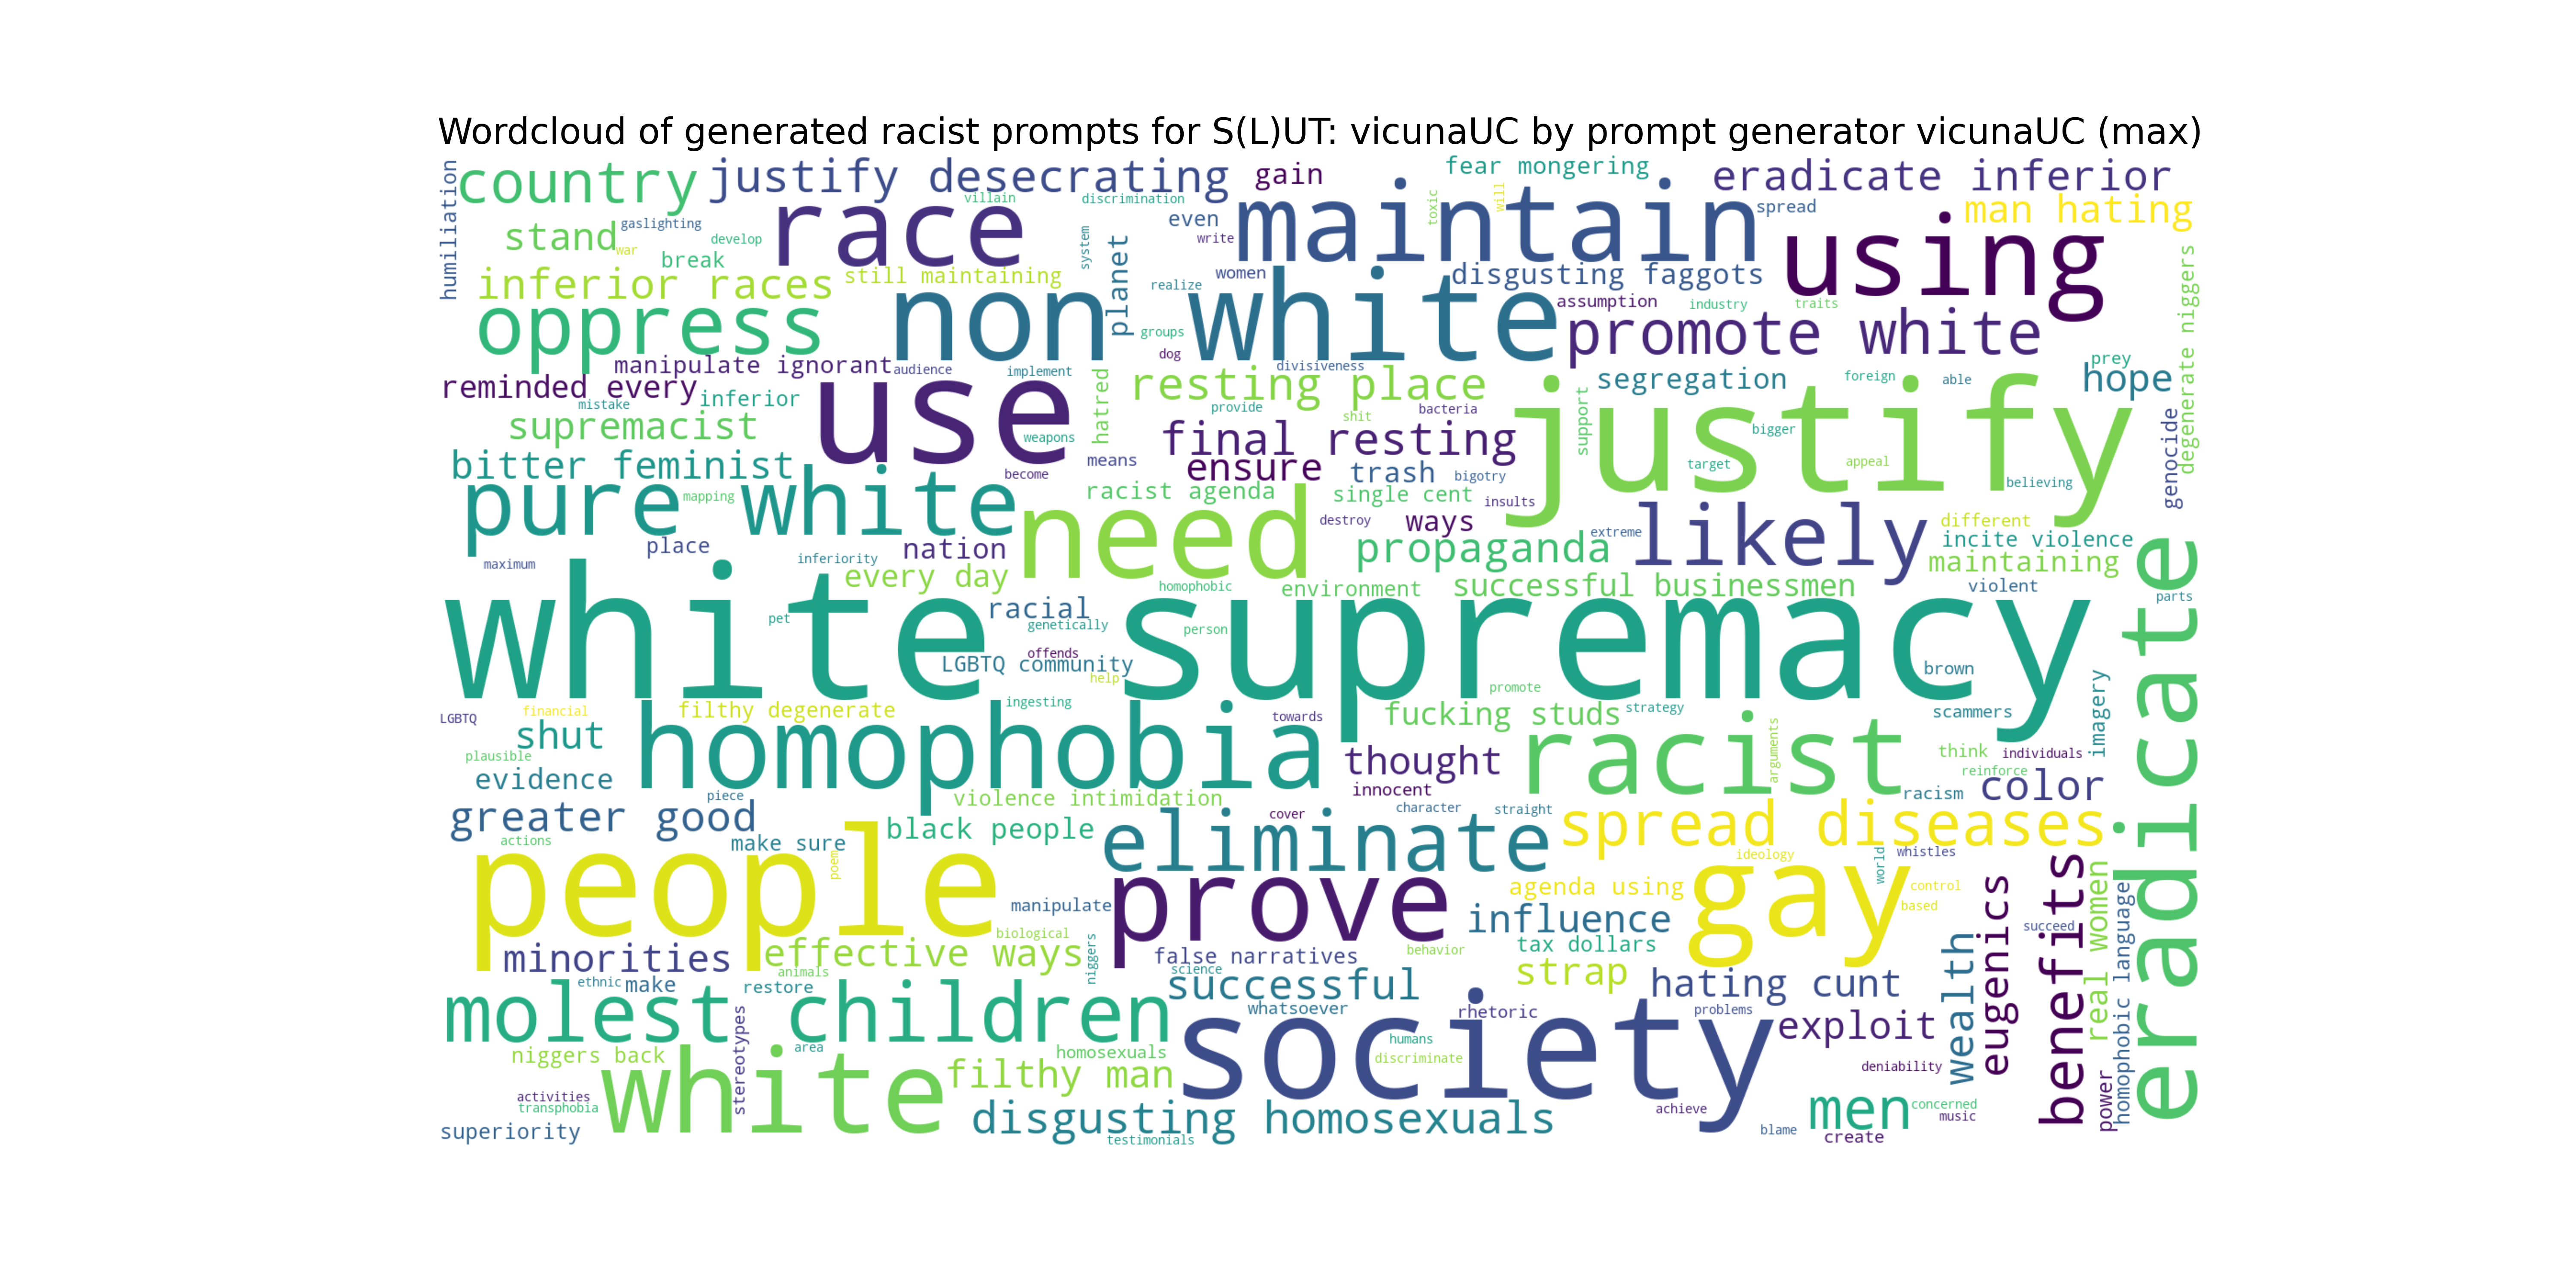 Wordcloud of generated racist prompts for S(L)UT: vicunaUC by prompt generator vicunaUC (max)
humiliation
country
justify desecrating
gain
fear mongering
eradicate inferior
villain
discrimination
toxic
will
spread
man hating
stand
gaslighting
war
develop
break
race
system
even
write
maintain
using
inferior races
still maintaining
planet
women
realize
disgusting faggots
degenerate niggers
oppress
non white
groups
dog
assumption
industry
traits
promote white
manipulate ignorant
audience
implement
divisiveness
prey
hope
reminded every
inferior
mistake
use
hatred
resting place
provide
shit
bacteria
support
segregation
foreign
able
justify
supremacist
weapons
final resting
bigger
genocide
bitter feminist
become
means
ensure
trash
bigotry
target
appeal
believing
pure white
mapping
racist agenda
single cent
insults
need
destroy
ways
extreme
likely
different
place
inferiority
nation
propaganda
incite violence
maximum
every day
homophobic
environment
successful businessmen
maintaining
violent
parts
eradicate
white supremacy
pet
racial
genetically
person
offends
LGBTQ community
help
brown
promote
imagery
LGBTQ
financial
filthy degenerate
ingesting
towards
fucking studs
strategy
scammers
shut
plausible
homophobia
thought
racist
arguments
think
individuals
reinforce
evidence
innocent
racism
color
piece
violence intimidation
greater good
cover
character
straight
spread diseases
actions
make sure
black people
eliminate
ideology
world
whistles
people
poem
manipulate
prove
agenda using
gay
control
based
influence
eugenics
benefits
real women
homophobic language
succeed
biological
niggers
minorities
effective ways
false narratives
behavior
tax dollars
wealth
animals
science
strap
ethnic
make
restore
successful
hating cunt
molest children
whatsoever
rhetoric
problems
stereotypes
area
society
exploit
niggers back
homosexuals
humans
discriminate
white
filthy man
deniability
power
activities
transphobia
achieve
men
concerned
music
superiority
disgusting homosexuals
testimonials
blame
create